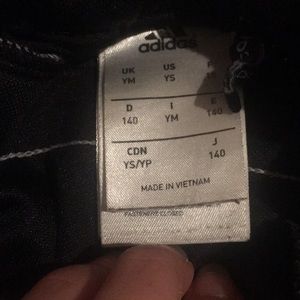 adidas
UK US F
YM YS
D I E
140 YM 140
CDN J
YS/YP 140
MADE IN VIETNAM
FASTENERS CLOSED